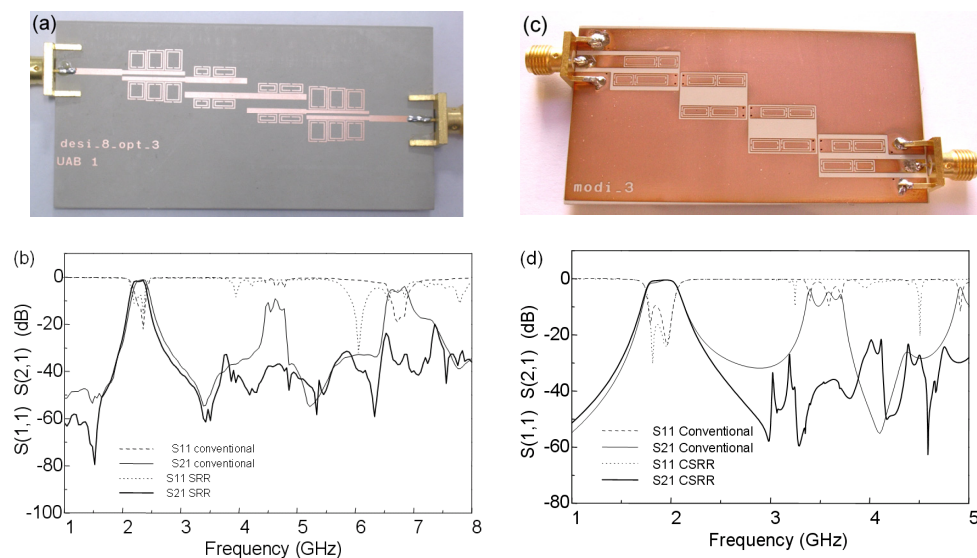 (a)
desi_8_opt_3
UAB 1
(c)
modi_3
(b)
0
-20
-40
-60
-80
-100
S(1,1) S(2,1) (dB)
S11 conventional
S21 conventional
S11 SRR
S21 SRR
1 2 3 4 5 6 7 8
Frequency (GHz)
(d)
0
-20
-40
-60
-80
S(1,1) S(2,1) (dB)
S11 Conventional
S21 Conventional
S11 CSRR
S21 CSRR
1 2 3 4 5
Frequency (GHz)